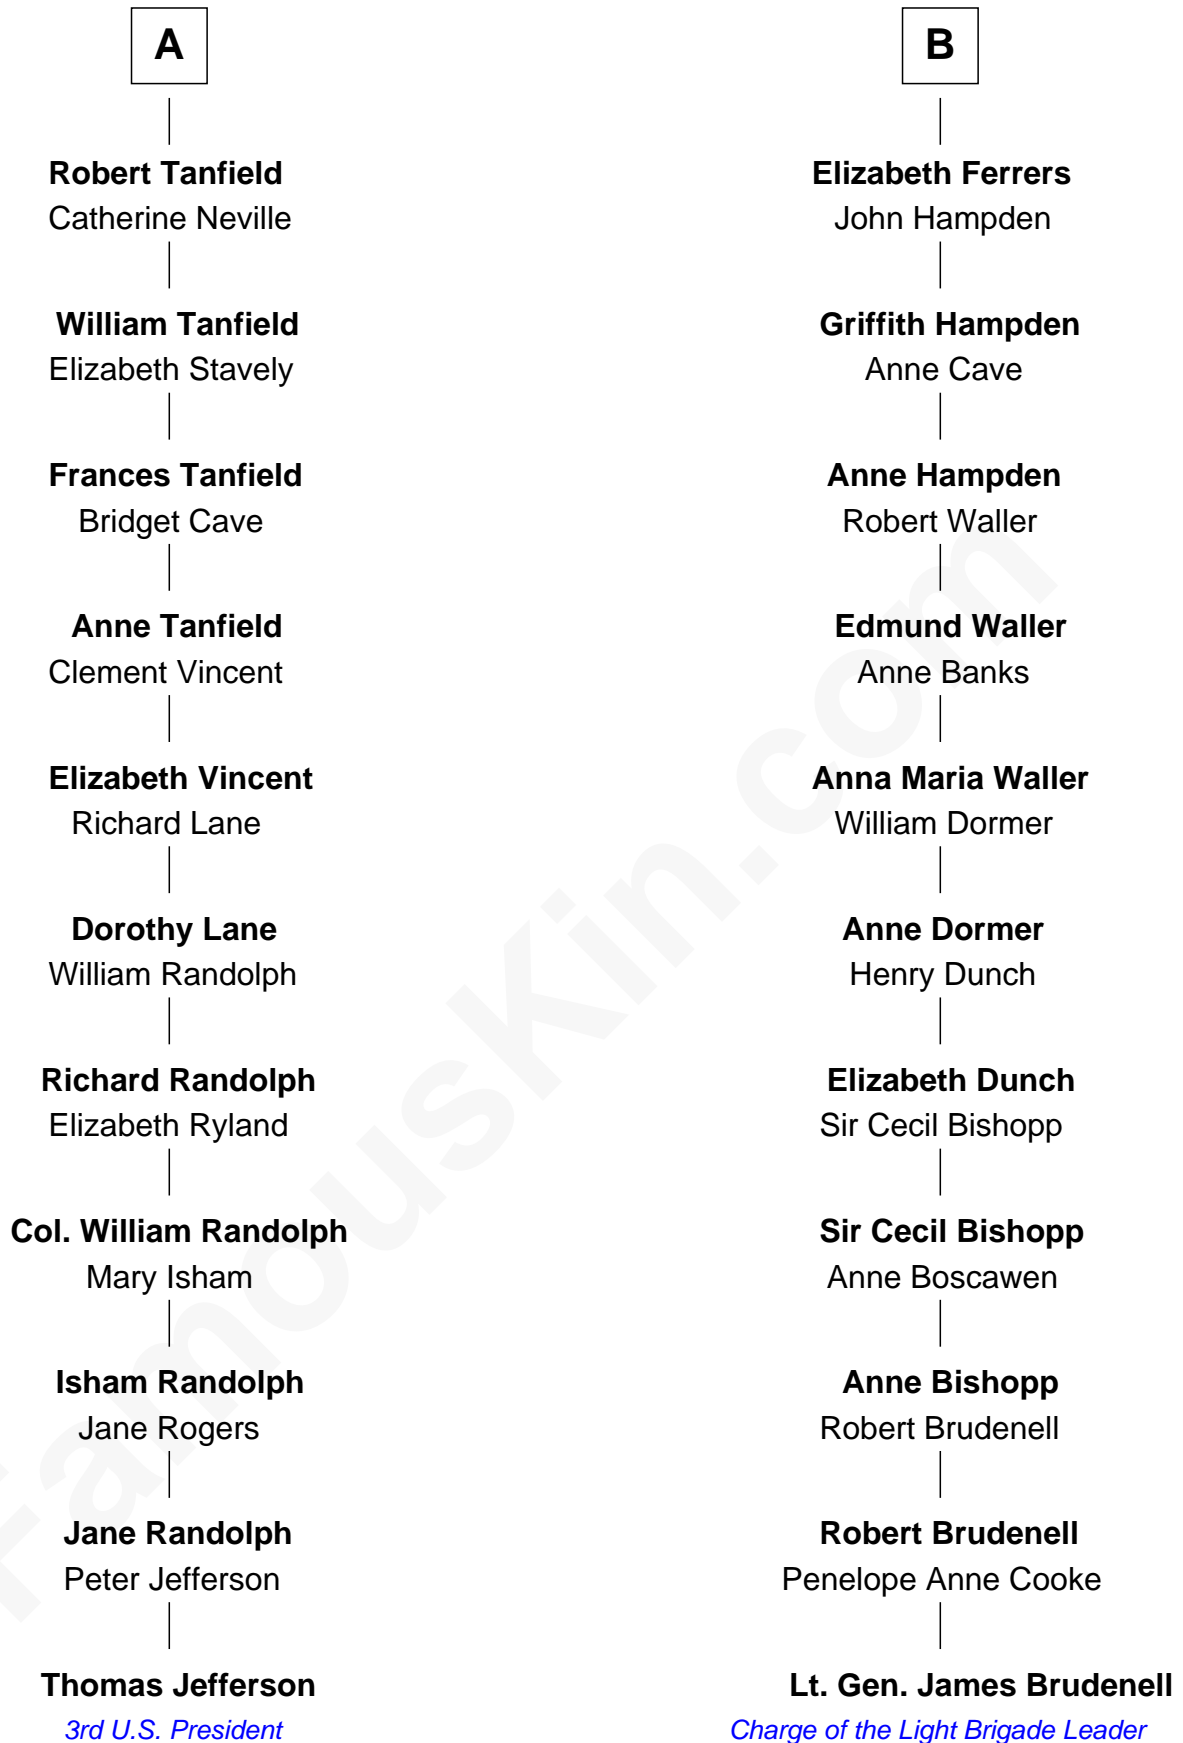 A
Robert Tanfield
Catherine Neville
William Tanfield
Elizabeth Stavely
Frances Tanfield
Bridget Cave
Anne Tanfield
Clement Vincent
Elizabeth Vincent
Richard Lane
Dorothy Lane
William Randolph
Richard Randolph
Elizabeth Ryland
Col. William Randolph
Mary Isham
Isham Randolph
Jane Rogers
Jane Randolph
Peter Jefferson
Thomas Jefferson
3rd U.S. President
B
Elizabeth Ferrers
John Hampden
Griffith Hampden
Anne Cave
Anne Hampden
Robert Waller
Edmund Waller
Anne Banks
Anna Maria Waller
William Dormer
Anne Dormer
Henry Dunch
Elizabeth Dunch
Sir Cecil Bishopp
Sir Cecil Bishopp
Anne Boscawen
Anne Bishopp
Robert Brudenell
Robert Brudenell
Penelope Anne Cooke
Lt. Gen. James Brudenell
Charge of the Light Brigade Leader
FamousKin.com